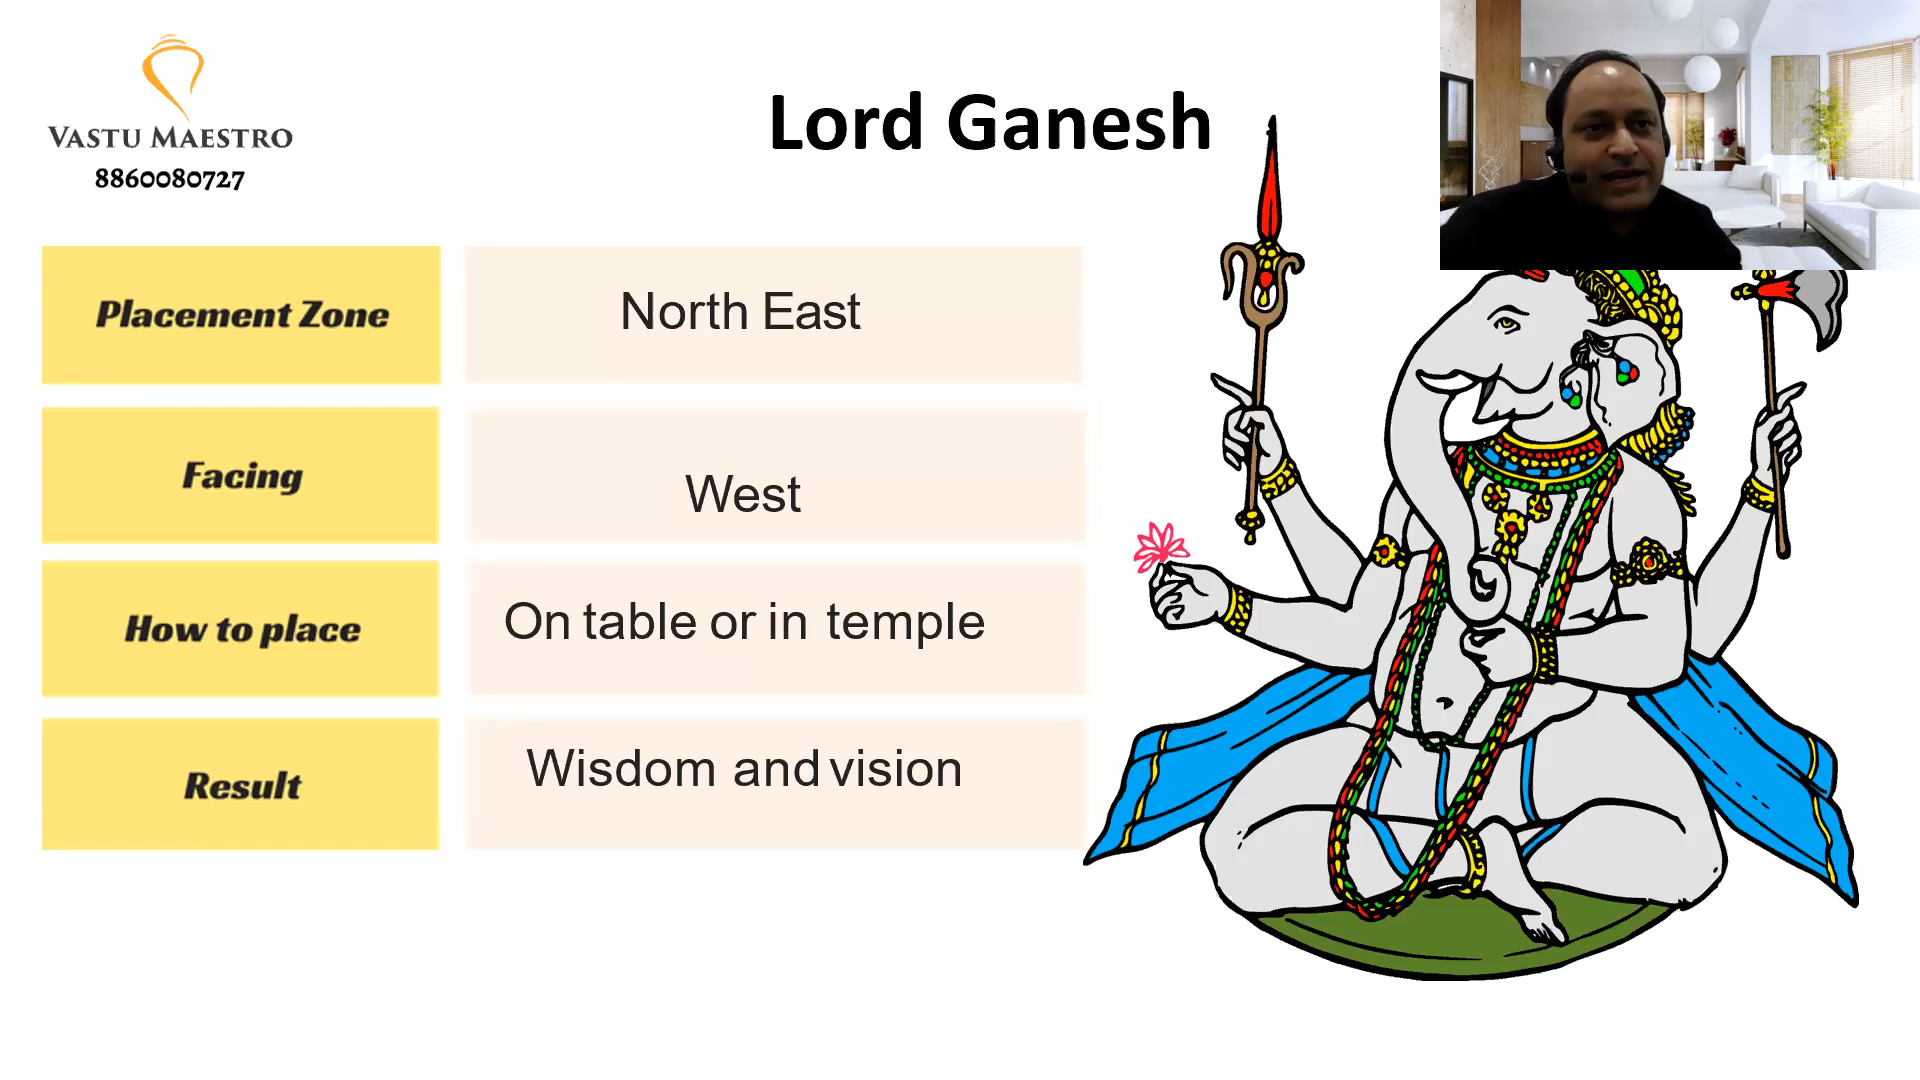 VASTU MAESTRO
8860080727
Lord Ganesh
Placement Zone
North East
Facing
West
How to place
On table or in temple
Result
Wisdom and vision